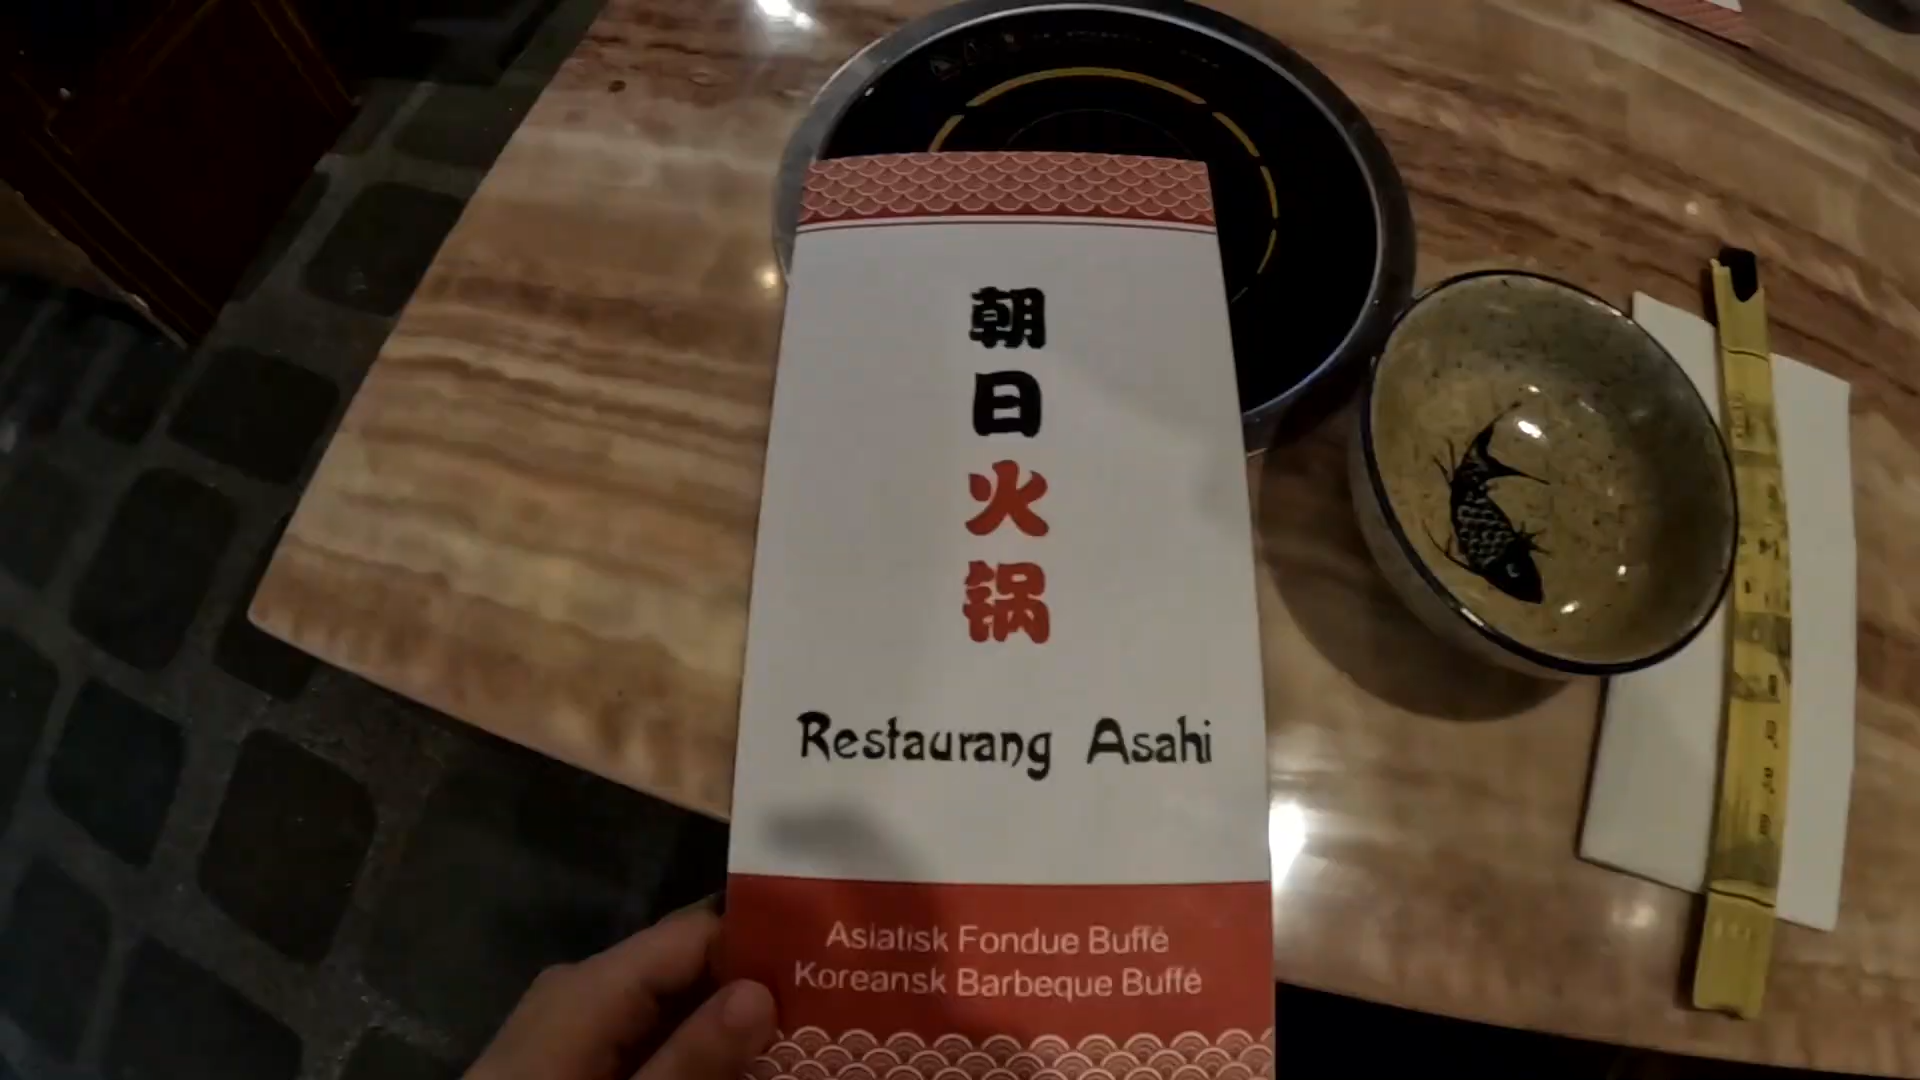 朝日火锅
Restaurang Asahi
Asiatisk Fondue Buffé
Koreansk Barbeque Buffé